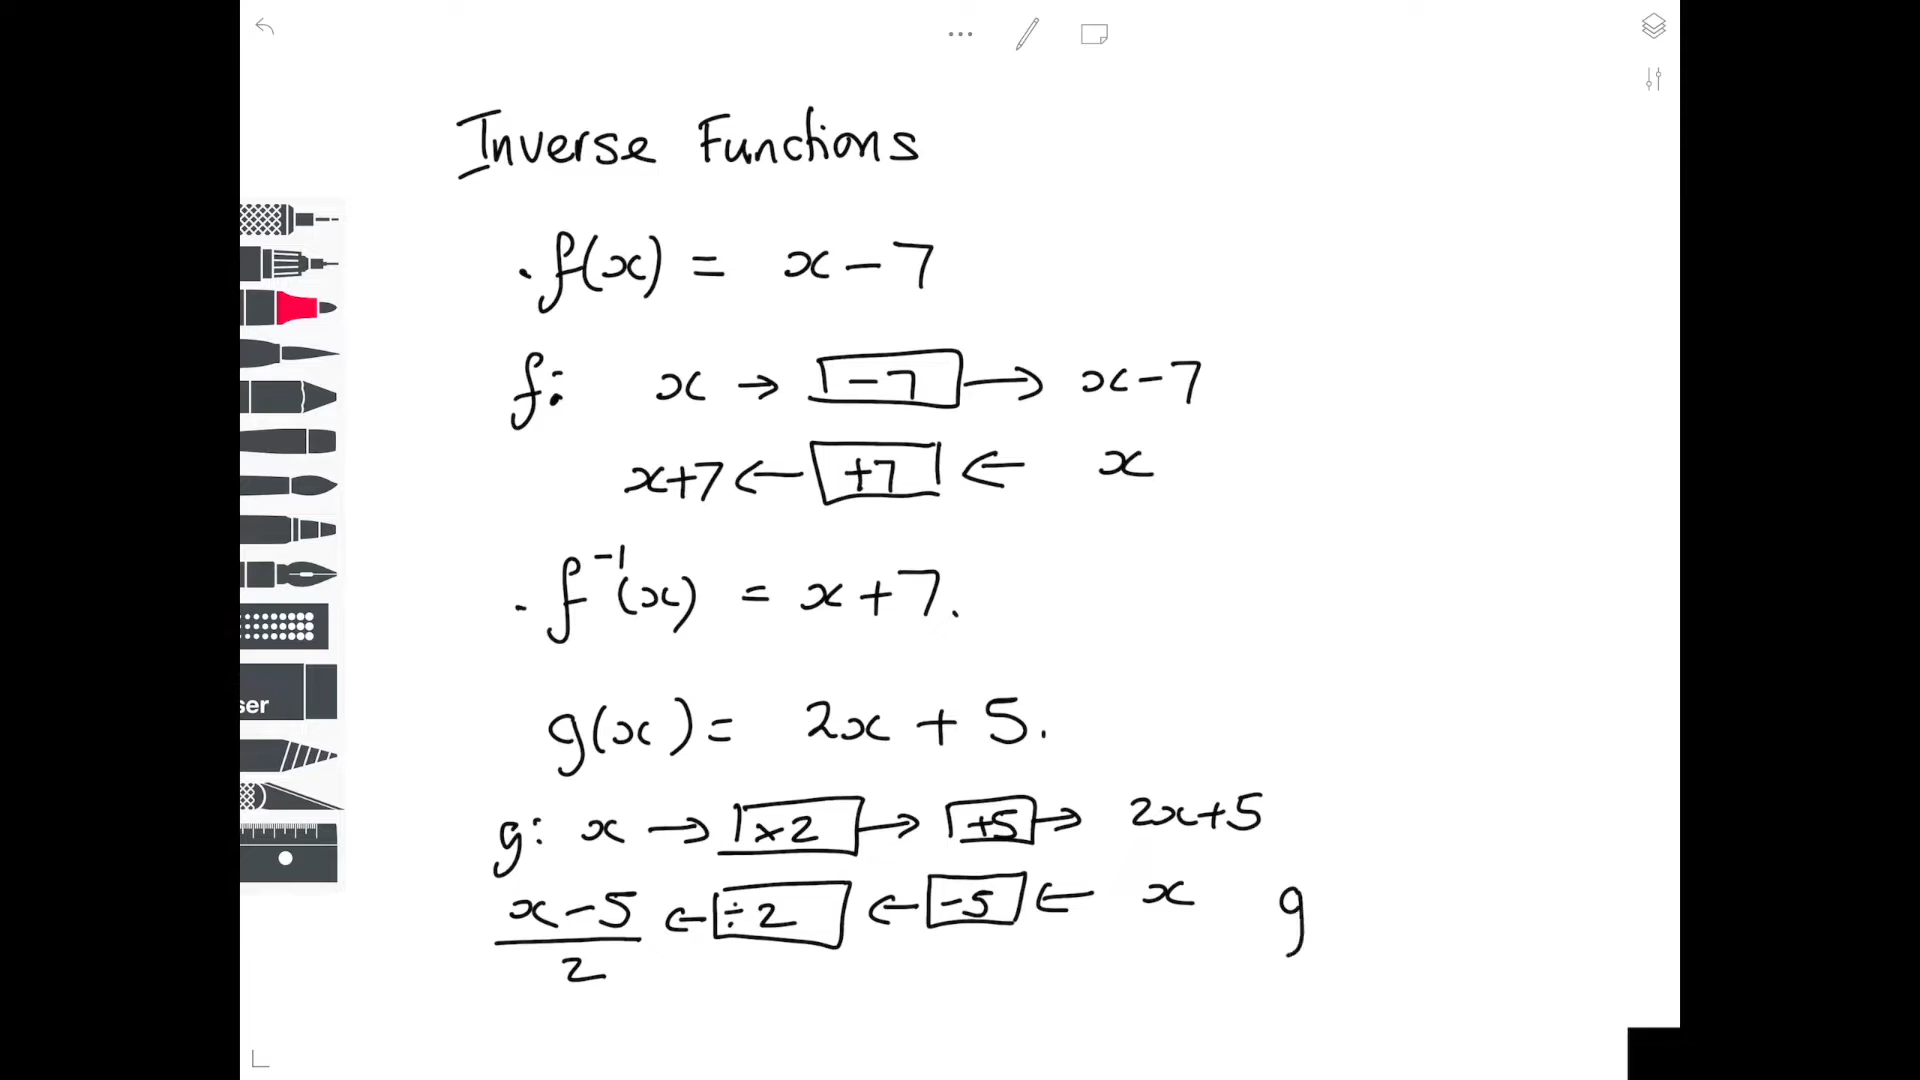 Inverse Functions
. f(x) = x - 7
f: x → -7 → x-7
x+7 ← +7 ← x
. f⁻¹(x) = x + 7.
g(x) = 2x + 5.
g: x → ×2 → +5 → 2x+5
x-5/2 ← ÷2 ← -5 ← x g
ser